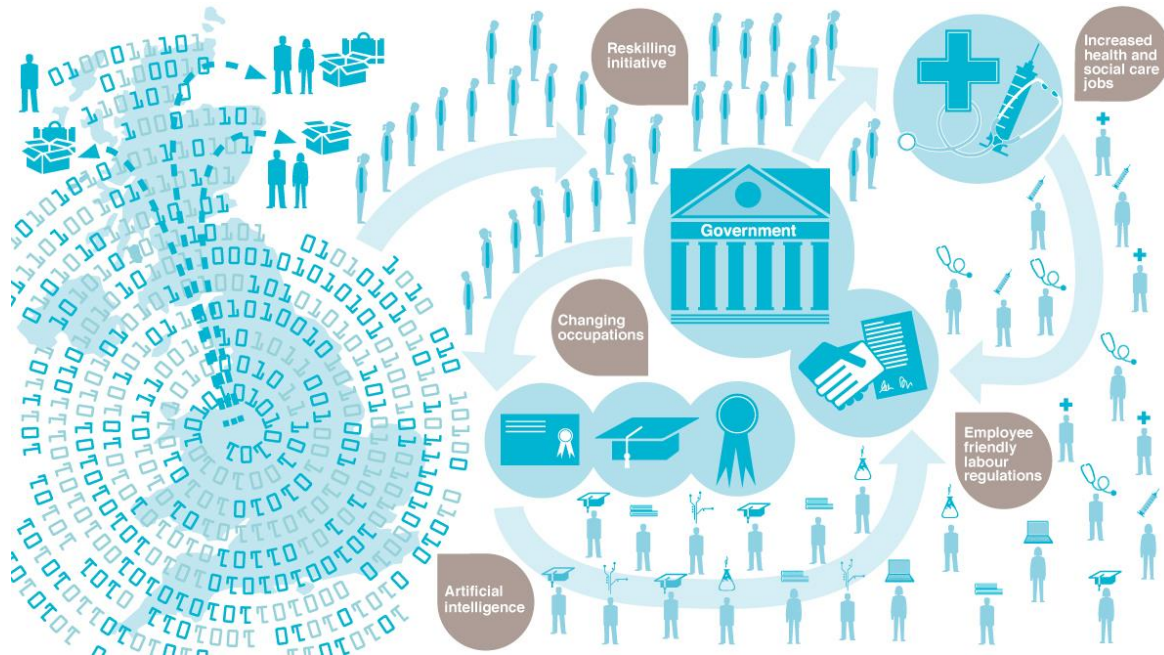 Reskilling
initiative
Increased
health and
social care
jobs
Government
Changing
occupations
Employee
friendly
labour
regulations
Artificial
intelligence